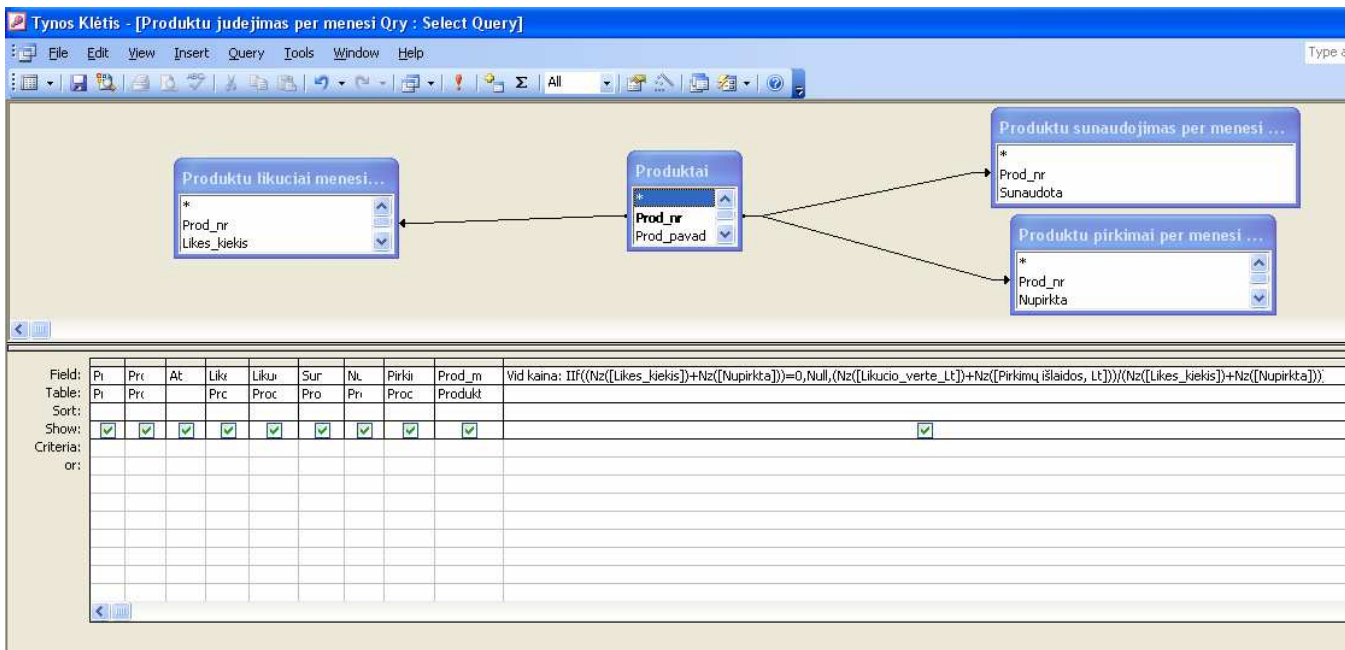 Tynos Klėtis - [Produktu judejimas per menesi Qry : Select Query]
File Edit View Insert Query Tools Window Help
Type a
All
Produktu sunaudojimas per menesi ...
*
Prod_nr
Sunaudota
Produktu likuciai menesi...
*
Prod_nr
Likes_kiekis
Produktai
*
Prod_nr
Prod_pavad
Produktu pirkimai per menesi ...
*
Prod_nr
Nupirkta
Field: Pr Pro At Like Liku Sur Nu Pirki Prod_m Vid kaina: IIf((Nz([Likes_kiekis])+Nz([Nupirkta]))=0,Null,(Nz([Likucio_verte_Lt])+Nz([Pirkimų išlaidos, Lt]))/(Nz([Likes_kiekis])+Nz([Nupirkta])))
Table: Pr Pro Prc Proc Pro Pro Proc Produkt
Sort:
Show:
Criteria:
or: